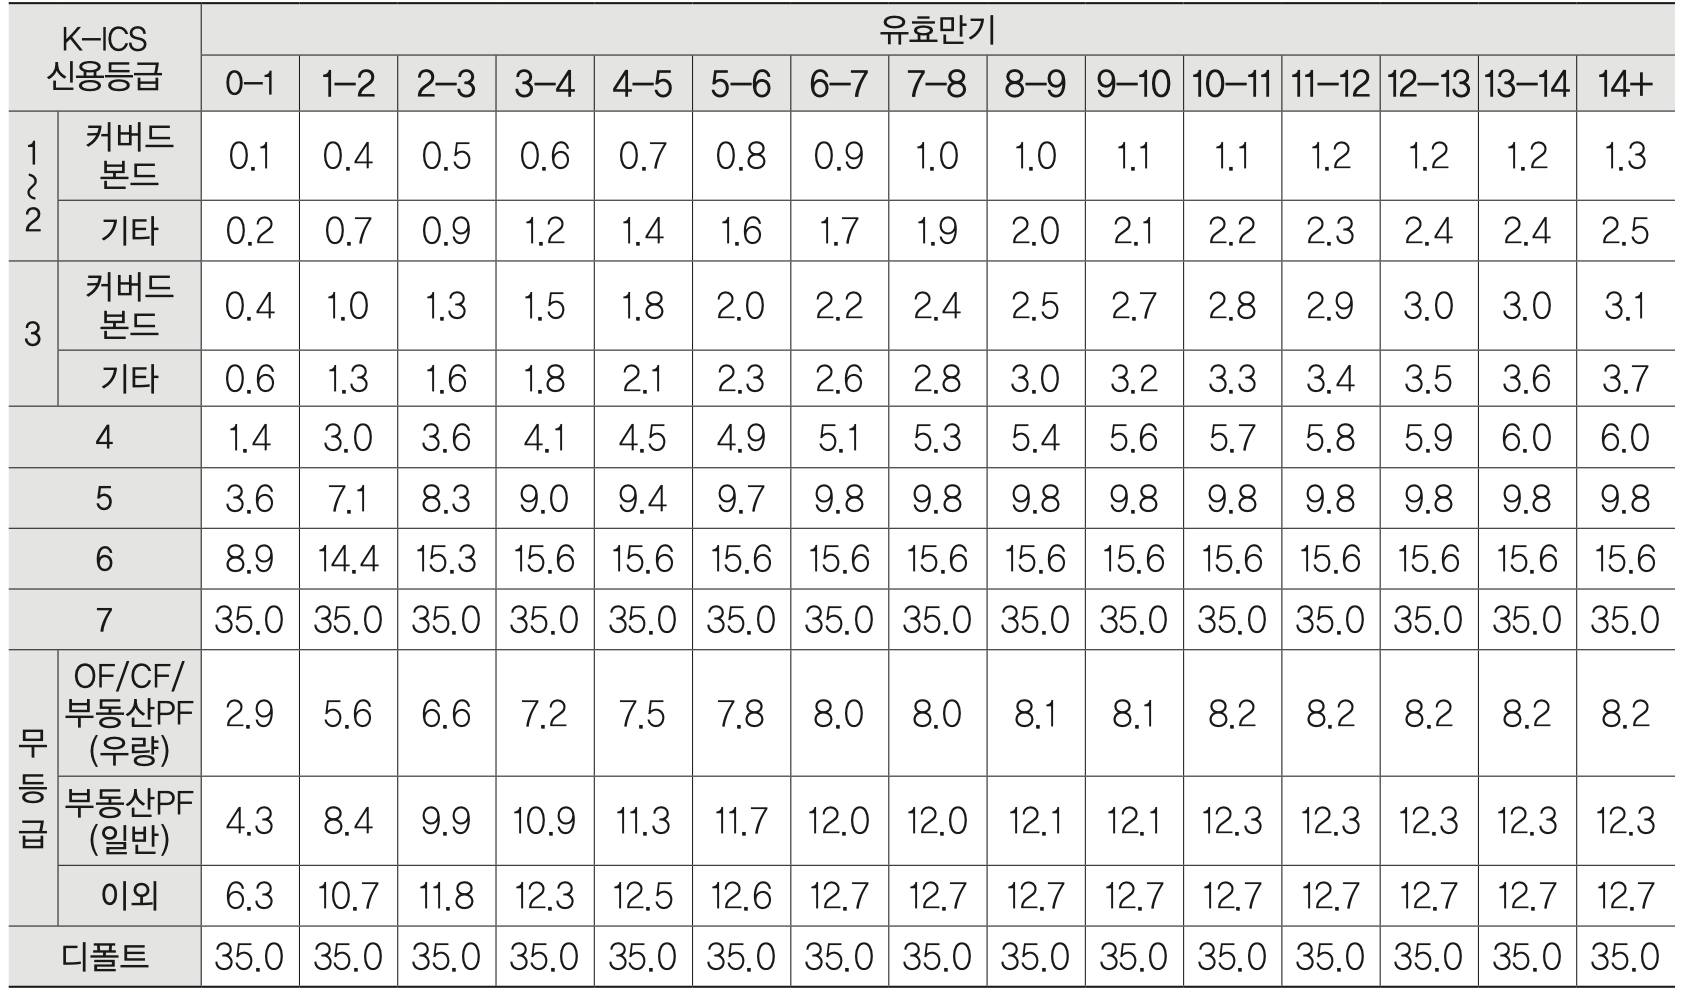 K-ICS
신용등급
유효만기
0-1 1-2 2-3 3-4 4-5 5-6 6-7 7-8 8-9 9-10 10-11 11-12 12-13 13-14 14+
1~2
커버드
본드
0.1 0.4 0.5 0.6 0.7 0.8 0.9 1.0 1.0 1.1 1.1 1.2 1.2 1.2 1.3
기타 0.2 0.7 0.9 1.2 1.4 1.6 1.7 1.9 2.0 2.1 2.2 2.3 2.4 2.4 2.5
3
커버드
본드
0.4 1.0 1.3 1.5 1.8 2.0 2.2 2.4 2.5 2.7 2.8 2.9 3.0 3.0 3.1
기타 0.6 1.3 1.6 1.8 2.1 2.3 2.6 2.8 3.0 3.2 3.3 3.4 3.5 3.6 3.7
4 1.4 3.0 3.6 4.1 4.5 4.9 5.1 5.3 5.4 5.6 5.7 5.8 5.9 6.0 6.0
5 3.6 7.1 8.3 9.0 9.4 9.7 9.8 9.8 9.8 9.8 9.8 9.8 9.8 9.8 9.8
6 8.9 14.4 15.3 15.6 15.6 15.6 15.6 15.6 15.6 15.6 15.6 15.6 15.6 15.6 15.6
7 35.0 35.0 35.0 35.0 35.0 35.0 35.0 35.0 35.0 35.0 35.0 35.0 35.0 35.0 35.0
무등급
OF/CF/
부동산PF
(우량)
2.9 5.6 6.6 7.2 7.5 7.8 8.0 8.0 8.1 8.1 8.2 8.2 8.2 8.2 8.2
부동산PF
(일반)
4.3 8.4 9.9 10.9 11.3 11.7 12.0 12.0 12.1 12.1 12.3 12.3 12.3 12.3 12.3
이외 6.3 10.7 11.8 12.3 12.5 12.6 12.7 12.7 12.7 12.7 12.7 12.7 12.7 12.7 12.7
디폴트 35.0 35.0 35.0 35.0 35.0 35.0 35.0 35.0 35.0 35.0 35.0 35.0 35.0 35.0 35.0